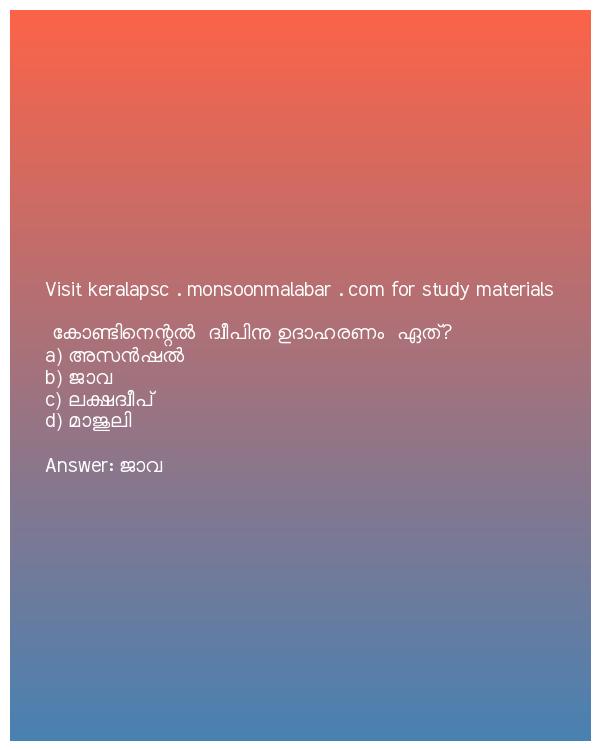 Visit keralapsc . monsoonmalabar . com for study materials
കോണ്ടിനെന്റൽ ദ്വീപിനു ഉദാഹരണം ഏത്?
a) അസൻഷൽ
b) ജാവ
c) ലക്ഷദ്വീപ്
d) മാജുലി
Answer: ജാവ